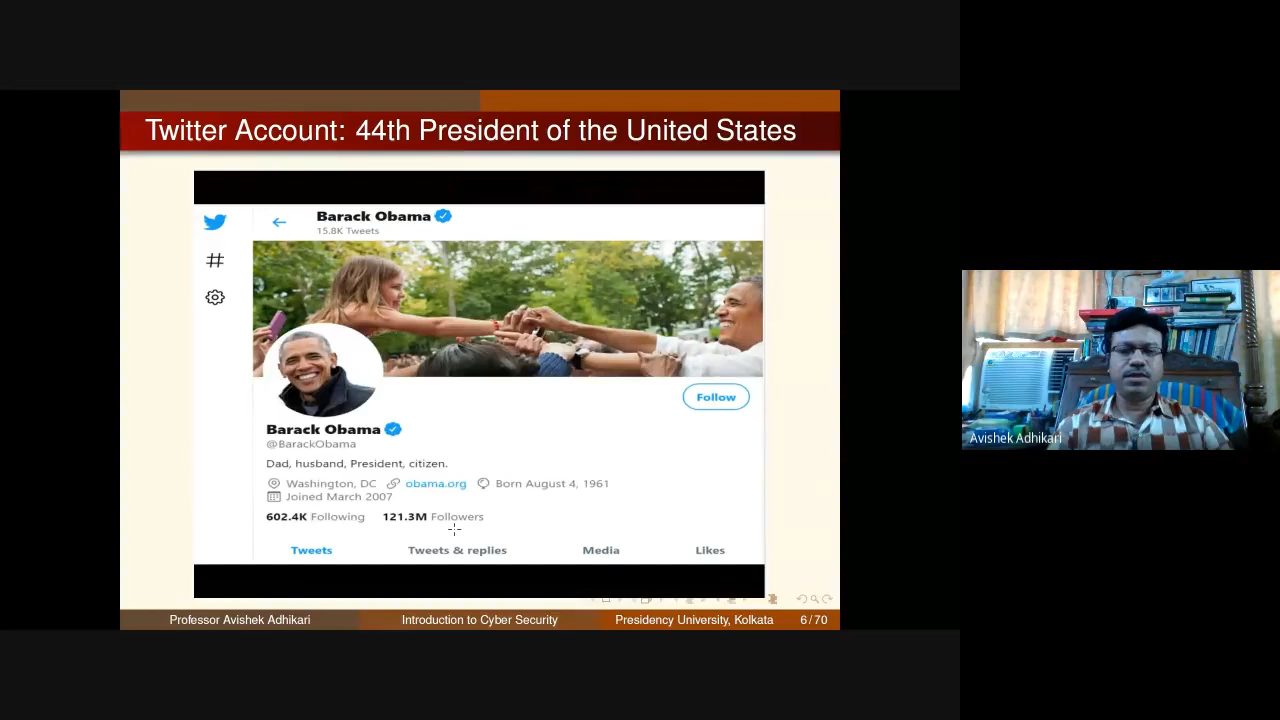 Twitter Account: 44th President of the United States
Barack Obama
15.8K Tweets
#
Follow
Barack Obama
@BarackObama
Dad, husband, President, citizen.
Washington, DC obama.org Born August 4, 1961
Joined March 2007
602.4K Following 121.3M Followers
Tweets Tweets & replies Media Likes
Professor Avishek Adhikari Introduction to Cyber Security Presidency University, Kolkata 6/70
Avishek Adhikari